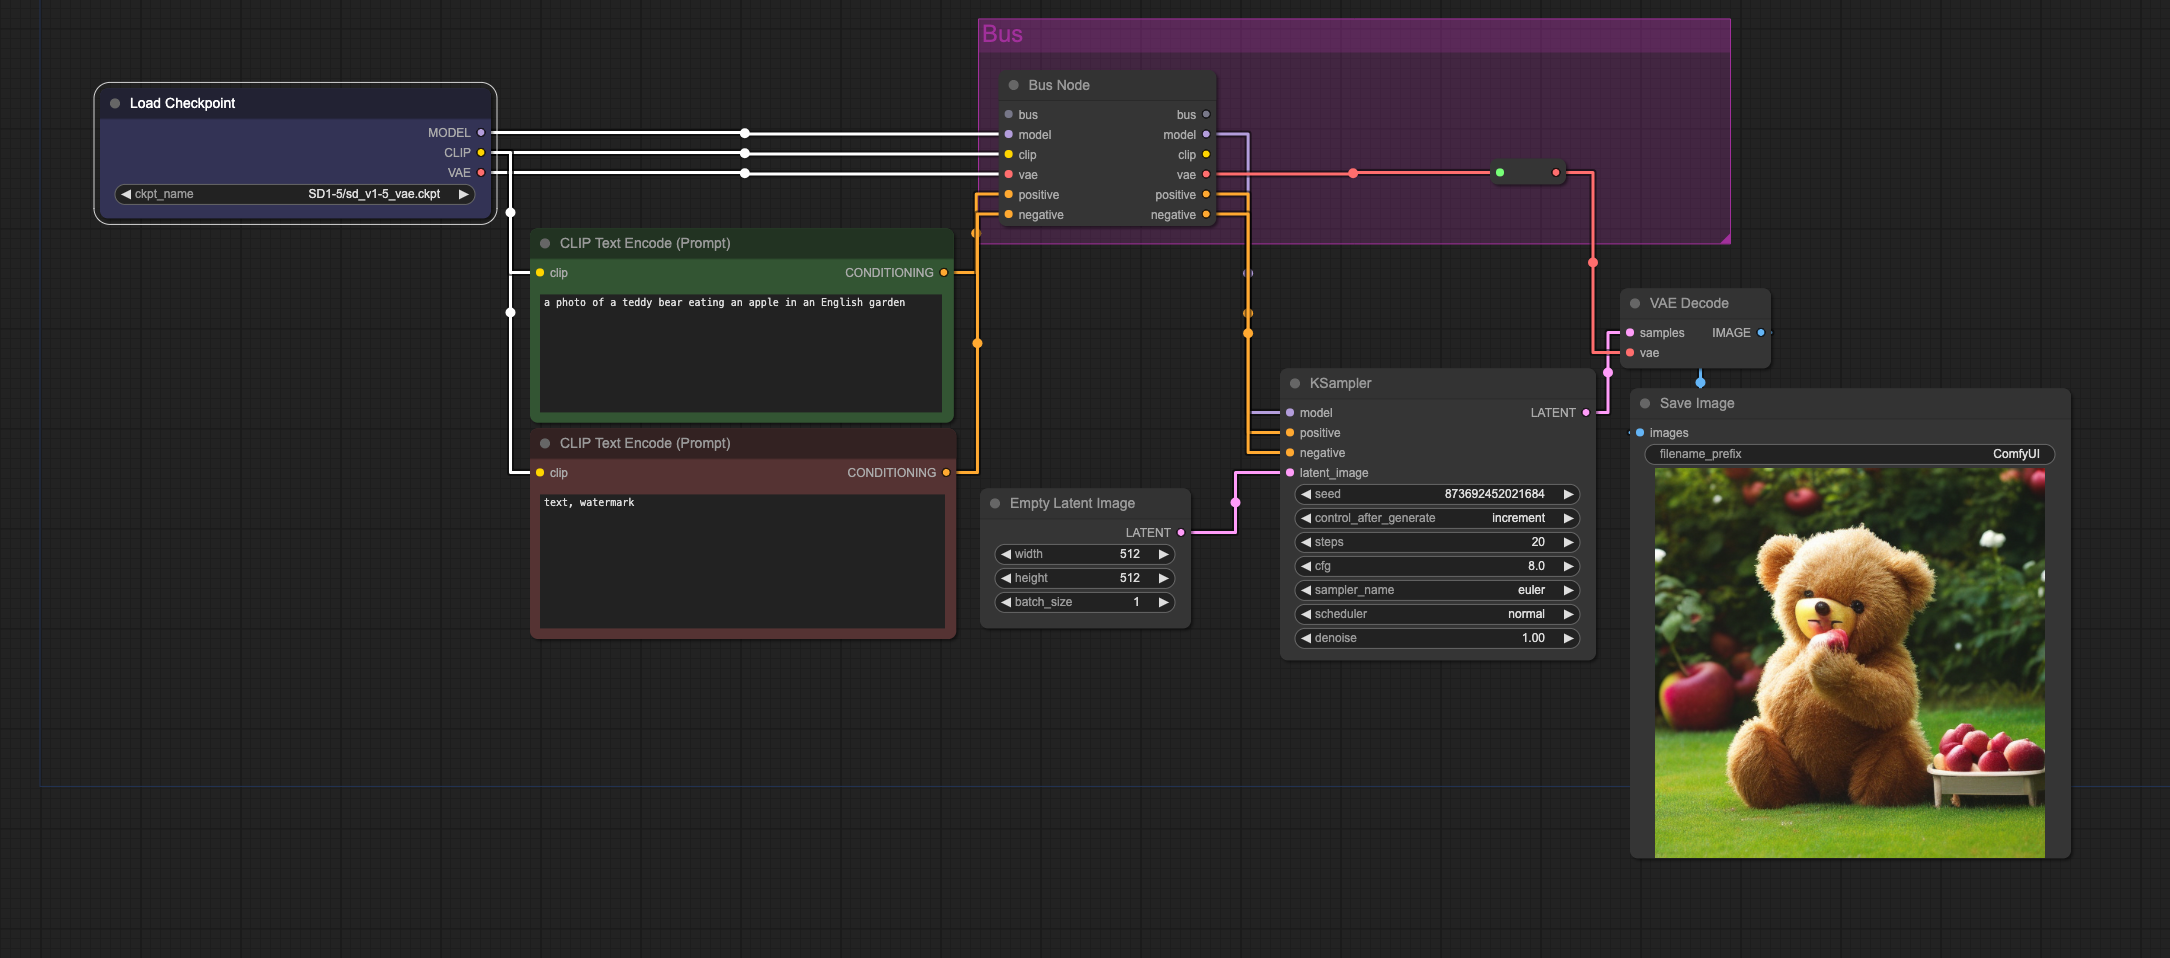 Bus
Load Checkpoint
MODEL
CLIP
VAE
ckpt_name SD1-5/sd_v1-5_vae.ckpt
Bus Node
bus bus
model model
clip clip
vae vae
positive positive
negative negative
CLIP Text Encode (Prompt)
clip CONDITIONING
a photo of a teddy bear eating an apple in an English garden
CLIP Text Encode (Prompt)
clip CONDITIONING
text, watermark
Empty Latent Image
LATENT
width 512
height 512
batch_size 1
KSampler
model LATENT
positive
negative
latent_image
seed 873692452021684
control_after_generate increment
steps 20
cfg 8.0
sampler_name euler
scheduler normal
denoise 1.00
VAE Decode
samples IMAGE
vae
Save Image
images
filename_prefix ComfyUI